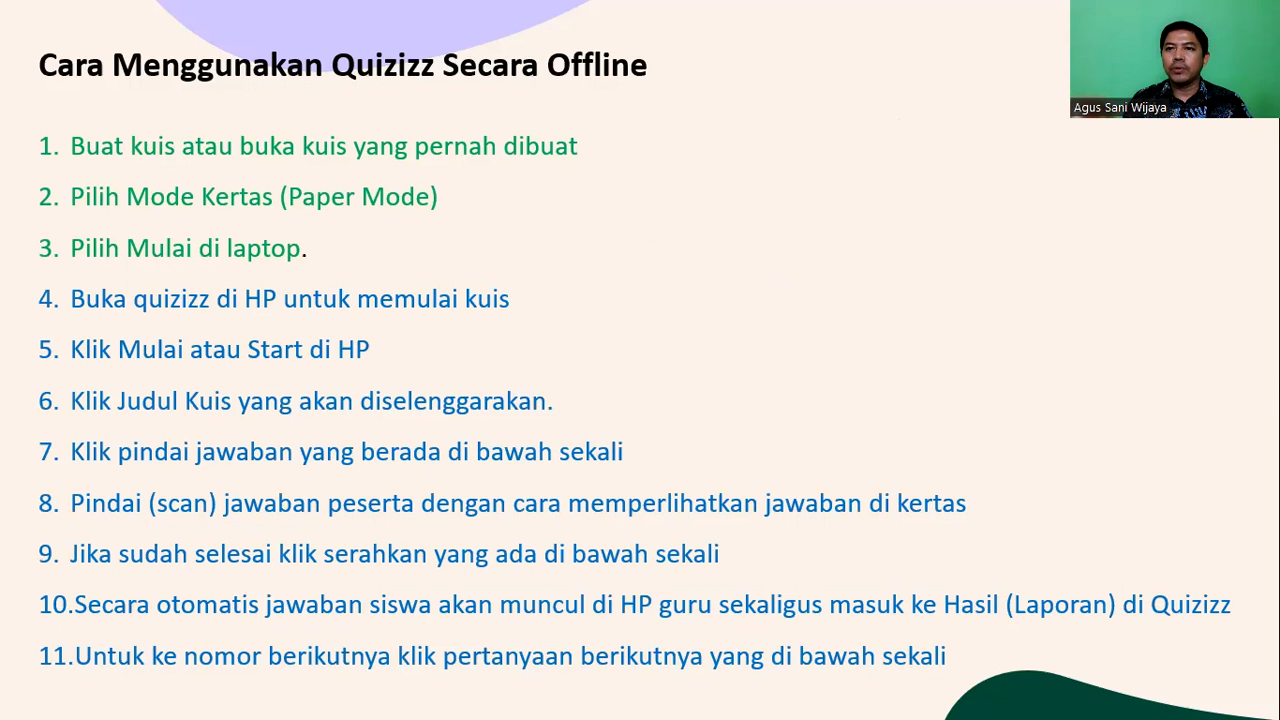 Cara Menggunakan Quizizz Secara Offline
Agus Sani Wijaya
1. Buat kuis atau buka kuis yang pernah dibuat
2. Pilih Mode Kertas (Paper Mode)
3. Pilih Mulai di laptop.
4. Buka quizizz di HP untuk memulai kuis
5. Klik Mulai atau Start di HP
6. Klik Judul Kuis yang akan diselenggarakan.
7. Klik pindai jawaban yang berada di bawah sekali
8. Pindai (scan) jawaban peserta dengan cara memperlihatkan jawaban di kertas
9. Jika sudah selesai klik serahkan yang ada di bawah sekali
10.Secara otomatis jawaban siswa akan muncul di HP guru sekaligus masuk ke Hasil (Laporan) di Quizizz
11.Untuk ke nomor berikutnya klik pertanyaan berikutnya yang di bawah sekali